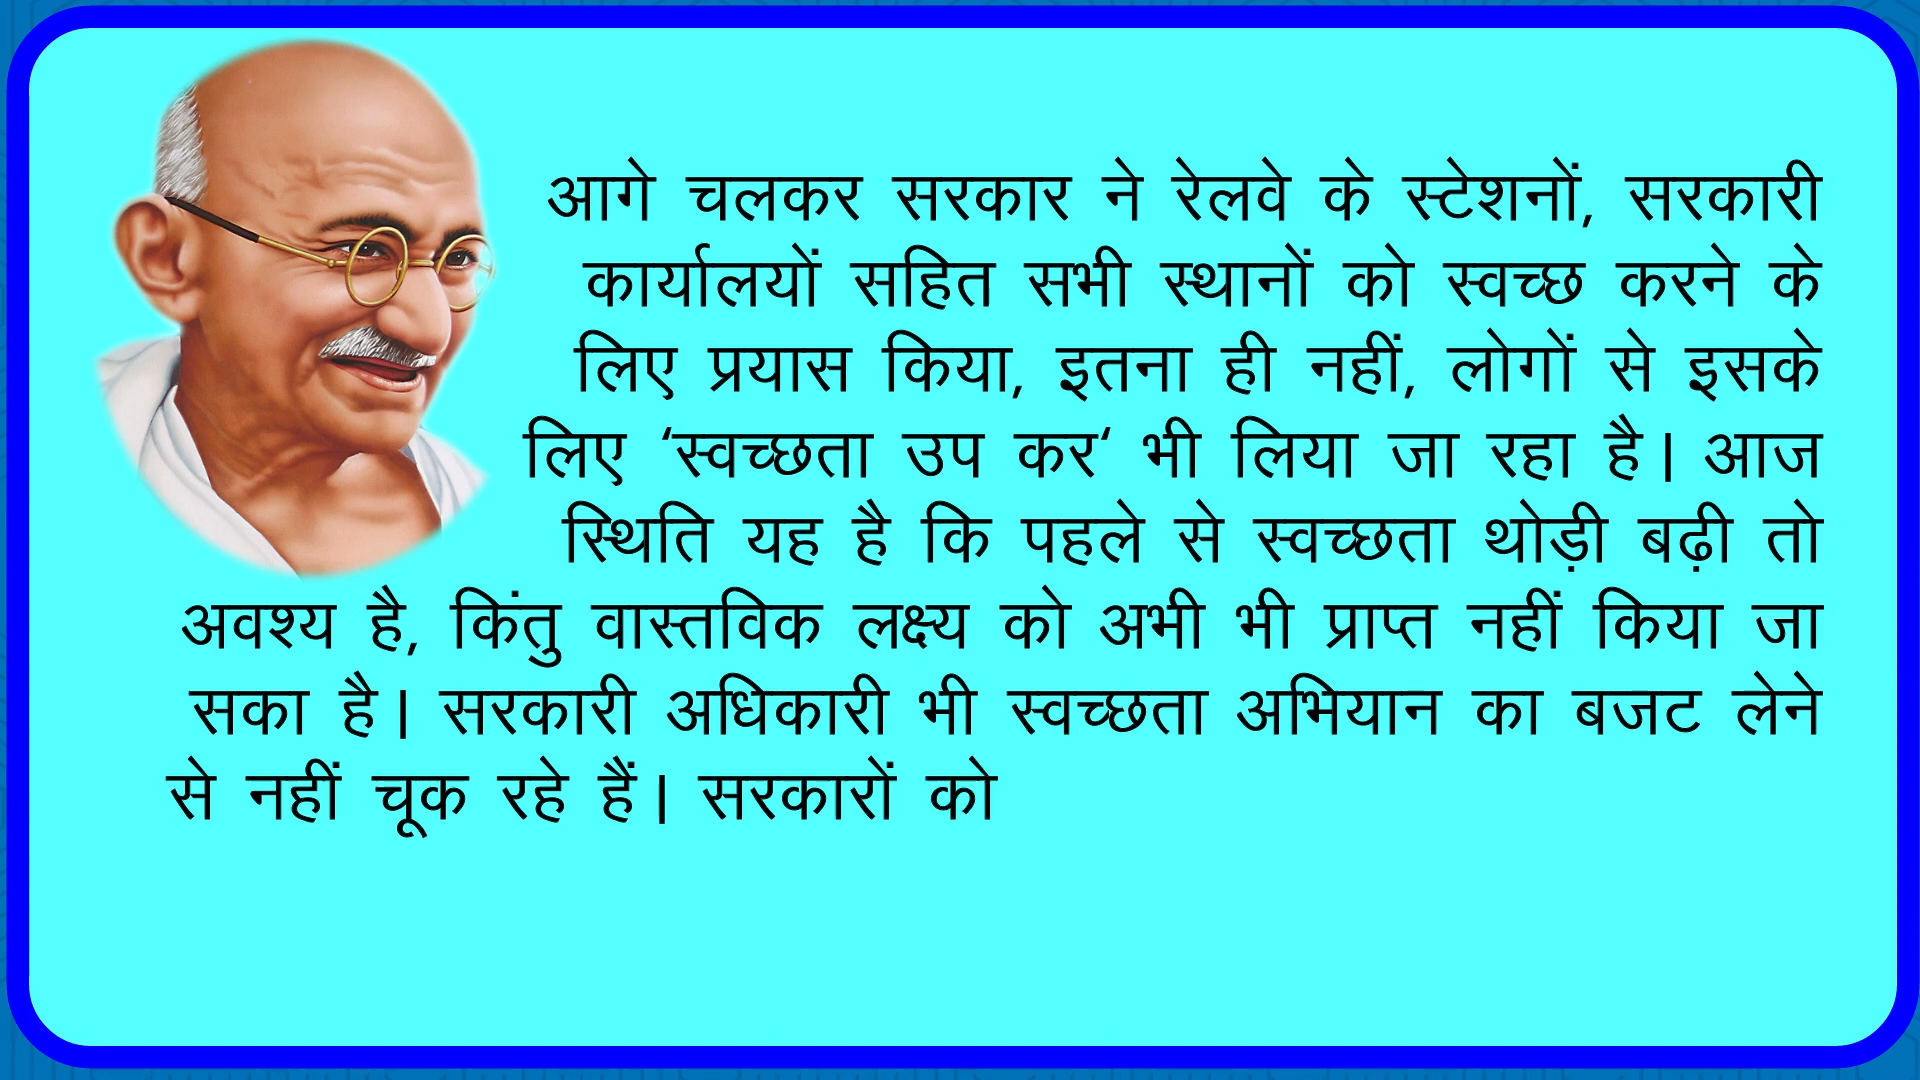 आगे चलकर सरकार ने रेलवे के स्टेशनों, सरकारी
कार्यालयों सहित सभी स्थानों को स्वच्छ करने के
लिए प्रयास किया, इतना ही नहीं, लोगों से इसके
लिए ‘स्वच्छता उप कर‘ भी लिया जा रहा है। आज
स्थिति यह है कि पहले से स्वच्छता थोड़ी बढ़ी तो
अवश्य है, किंतु वास्तविक लक्ष्य को अभी भी प्राप्त नहीं किया जा
सका है। सरकारी अधिकारी भी स्वच्छता अभियान का बजट लेने
से नहीं चूक रहे हैं। सरकारों को